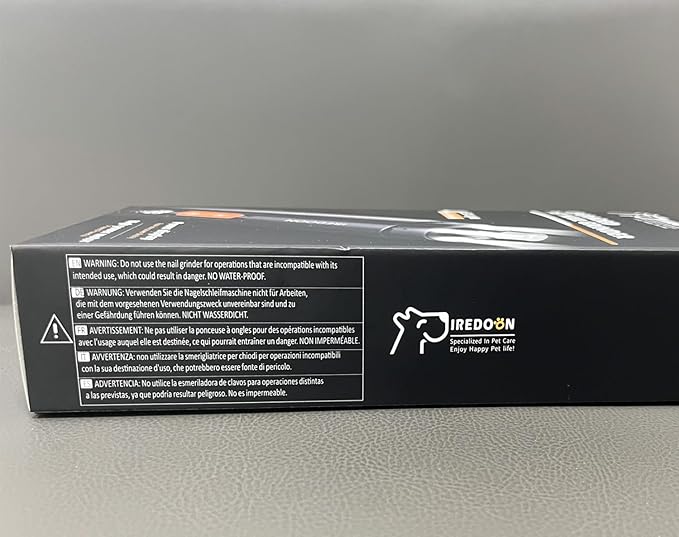 EN WARNING: Do not use the nail grinder for operations that are incompatible with its
intended use, which could result in danger. NO WATER-PROOF.
DE WARNUNG: Verwenden Sie die Nagelschleifmaschine nicht für Arbeiten,
die mit dem vorgesehenen Verwendungszweck unvereinbar sind und zu
einer Gefährdung führen können. NICHT WASSERDICHT.
FR AVERTISSEMENT: Ne pas utiliser la ponceuse à ongles pour des opérations incompatibles
avec l'usage auquel elle est destinée, ce qui pourrait entraîner un danger. NON IMPERMÉABLE.
IT AVVERTENZA: non utilizzare la smerigliatrice per chiodi per operazioni incompatibili
con la sua destinazione d'uso, che potrebbero essere fonte di pericolo.
ES ADVERTENCIA: No utilice la esmeriladora de clavos para operaciones distintas
a las previstas, ya que podría resultar peligroso. No es impermeable.
IREDOON
Specialized In Pet Care
Enjoy Happy Pet life!